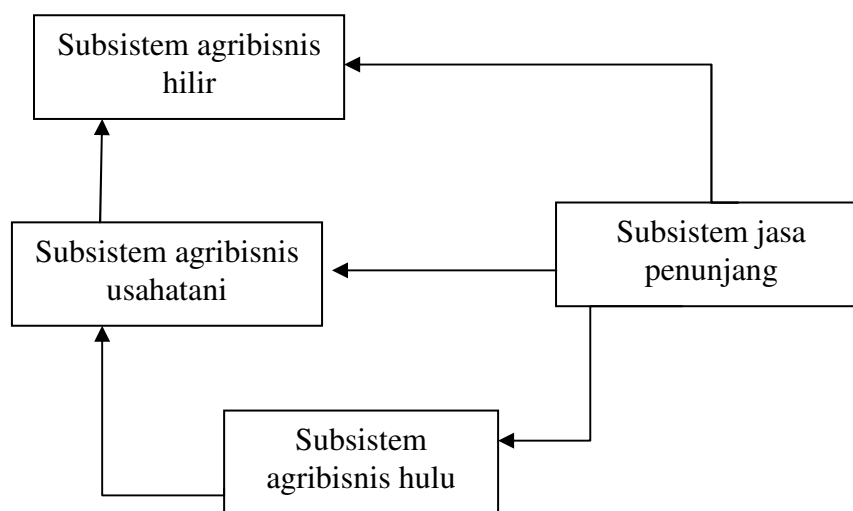 Subsistem agribisnis
hilir
Subsistem agribisnis
usahatani
Subsistem jasa
penunjang
Subsistem
agribisnis hulu